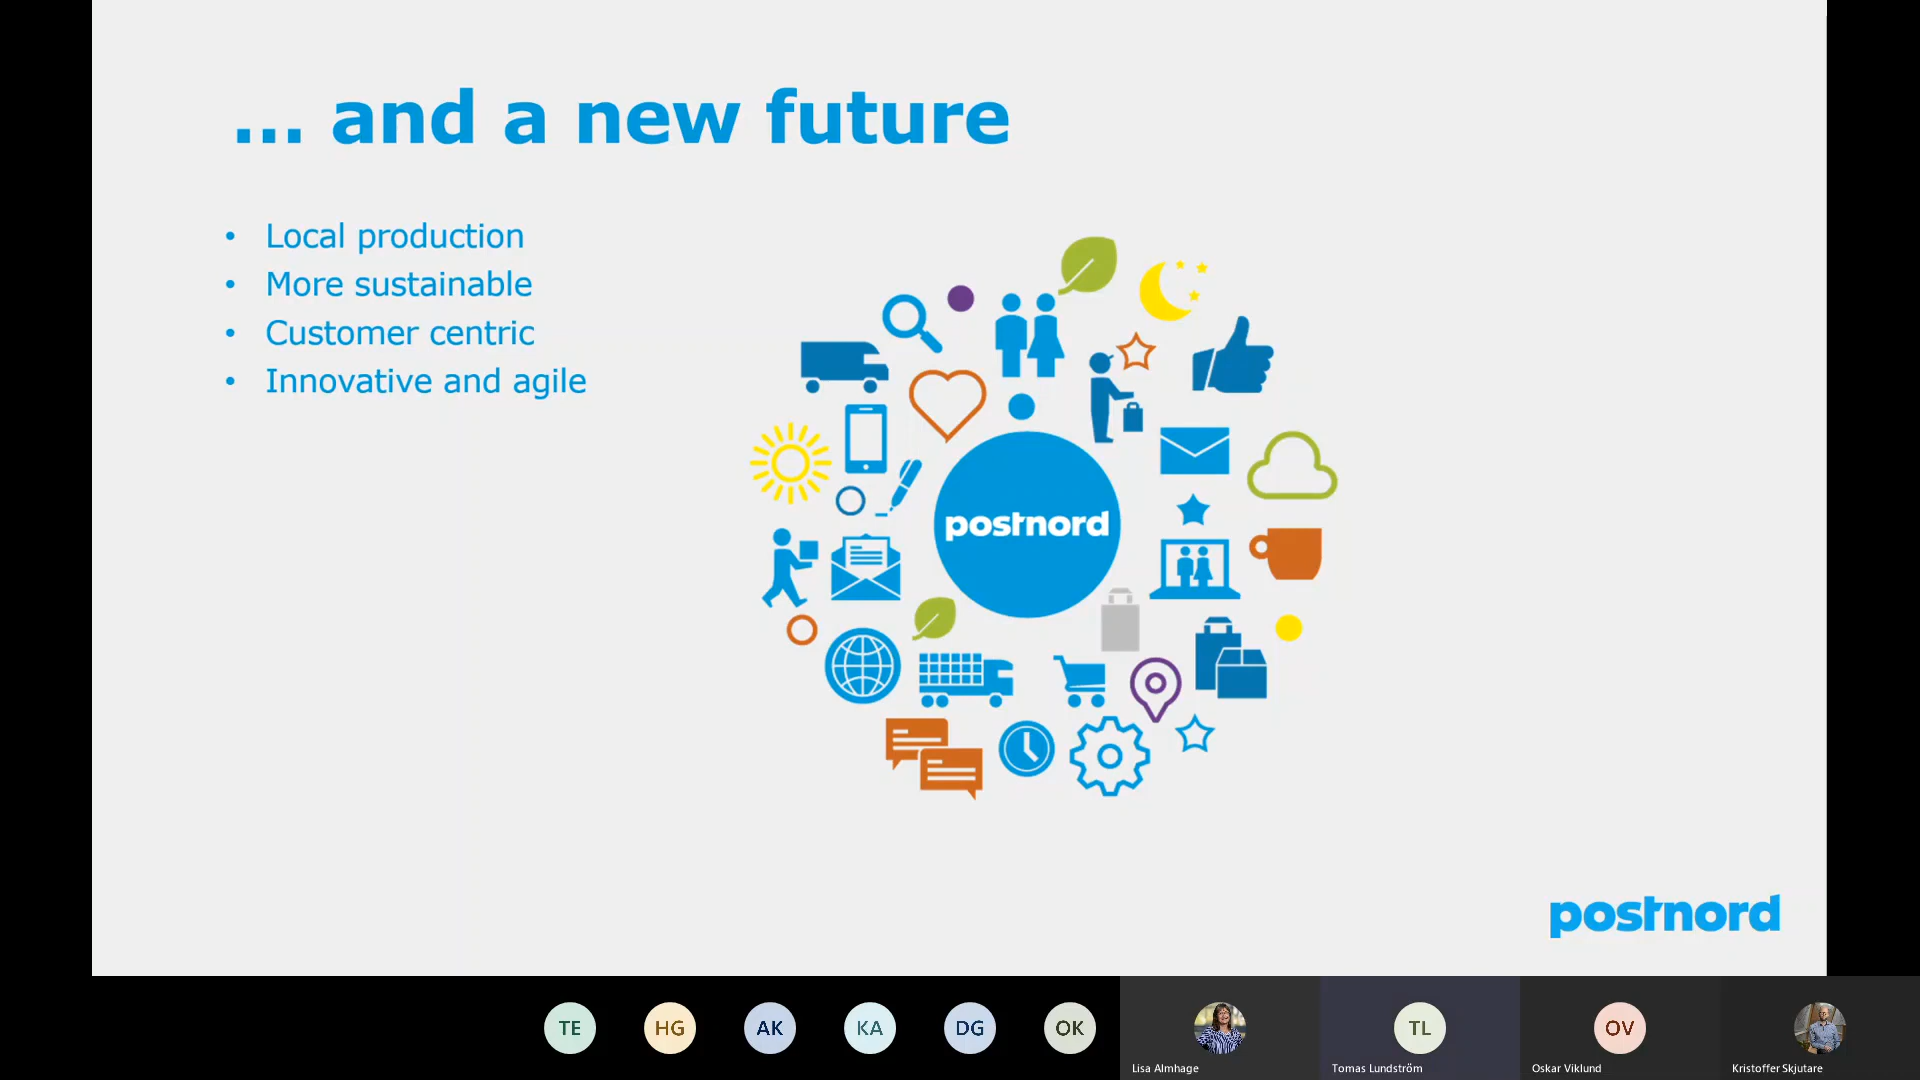 ... and a new future
• Local production
• More sustainable
• Customer centric
• Innovative and agile
postnord
postnord
TE HG AK KA DG OK TL OV
Lisa Almhage Tomas Lundström Oskar Viklund Kristoffer Skjutare